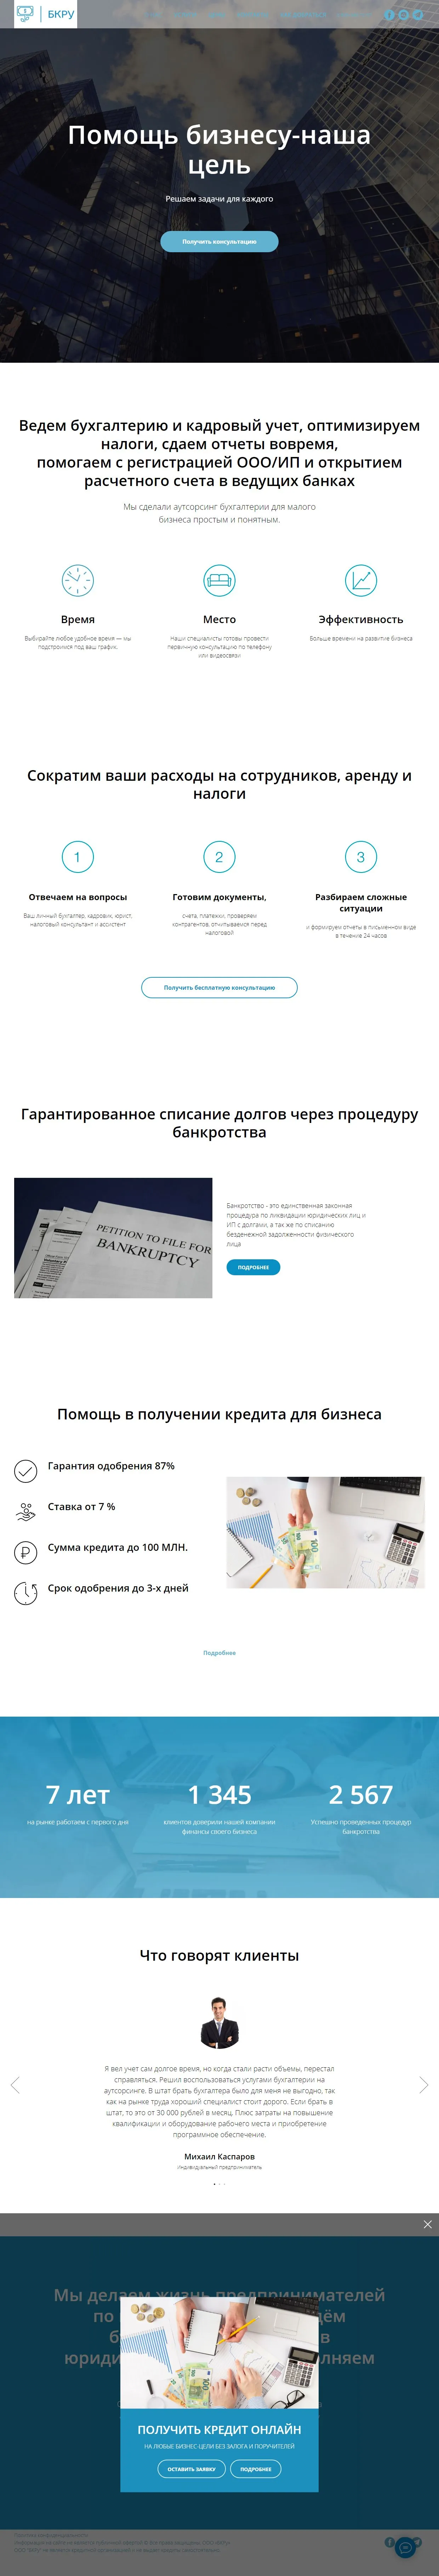 БКРУ
Помощь бизнесу-наша
цель
Решаем задачи для каждого
Получить консультацию
Ведем бухгалтерию и кадровый учет, оптимизируем
налоги, сдаем отчеты вовремя,
помогаем с регистрацией ООО/ИП и открытием
расчетного счета в ведущих банках
Мы сделали аутсорсинг бухгалтерии для малого
бизнеса простым и понятным.
Время
Место
Эффективность
Выбирайте любое удобное время — мы
подстроимся под ваш график.
Наши специалисты готовы провести
первичную консультацию по телефону
или видеосвязи
Больше времени на развитие бизнеса
Сократим ваши расходы на сотрудников, аренду и
налоги
1
2
3
Отвечаем на вопросы
Готовим документы,
Разбираем сложные
ситуации
Ваш личный бухгалтер, кадровик, юрист,
налоговый консультант и ассистент
счета, платежки, проверяем
контрагентов, отчитываемся перед
налоговой
и формируем отчеты в письменном виде
в течение 24 часов
Получить бесплатную консультацию
Гарантированное списание долгов через процедуру
банкротства
PETITION TO FILE FOR
BANKRUPTCY
Банкротство - это единственная законная
процедура по ликвидации юридических лиц и
ИП с долгами, а так же по списанию
безденежной задолженности физического
лица
ПОДРОБНЕЕ
Помощь в получении кредита для бизнеса
Гарантия одобрения 87%
Ставка от 7 %
Сумма кредита до 100 МЛН.
Срок одобрения до 3-х дней
100
Подробнее
7 лет
1 345
2 567
на рынке работаем с первого дня
клиентов доверили нашей компании
финансы своего бизнеса
Успешно проведенных процедур
банкротства
Что говорят клиенты
Я вел учет сам долгое время, но когда стали расти объемы, перестал
справляться. Решил воспользоваться услугами бухгалтерии на
аутсорсинге. В штат брать бухгалтера было для меня не выгодно, так
как на рынке труда хороший специалист стоит дорого. Если брать в
штат, то это от 30 000 рублей в месяц. Плюс затраты на повышение
квалификации и оборудование рабочего места и приобретение
программное обеспечение.
Михаил Каспаров
Индивидуальный предприниматель
Мы делаем жизнь предпринимателей
по
юриди
ПОЛУЧИТЬ КРЕДИТ ОНЛАЙН
НА ЛЮБЫЕ БИЗНЕС-ЦЕЛИ БЕЗ ЗАЛОГА И ПОРУЧИТЕЛЕЙ
ОСТАВИТЬ ЗАЯВКУ
ПОДРОБНЕЕ